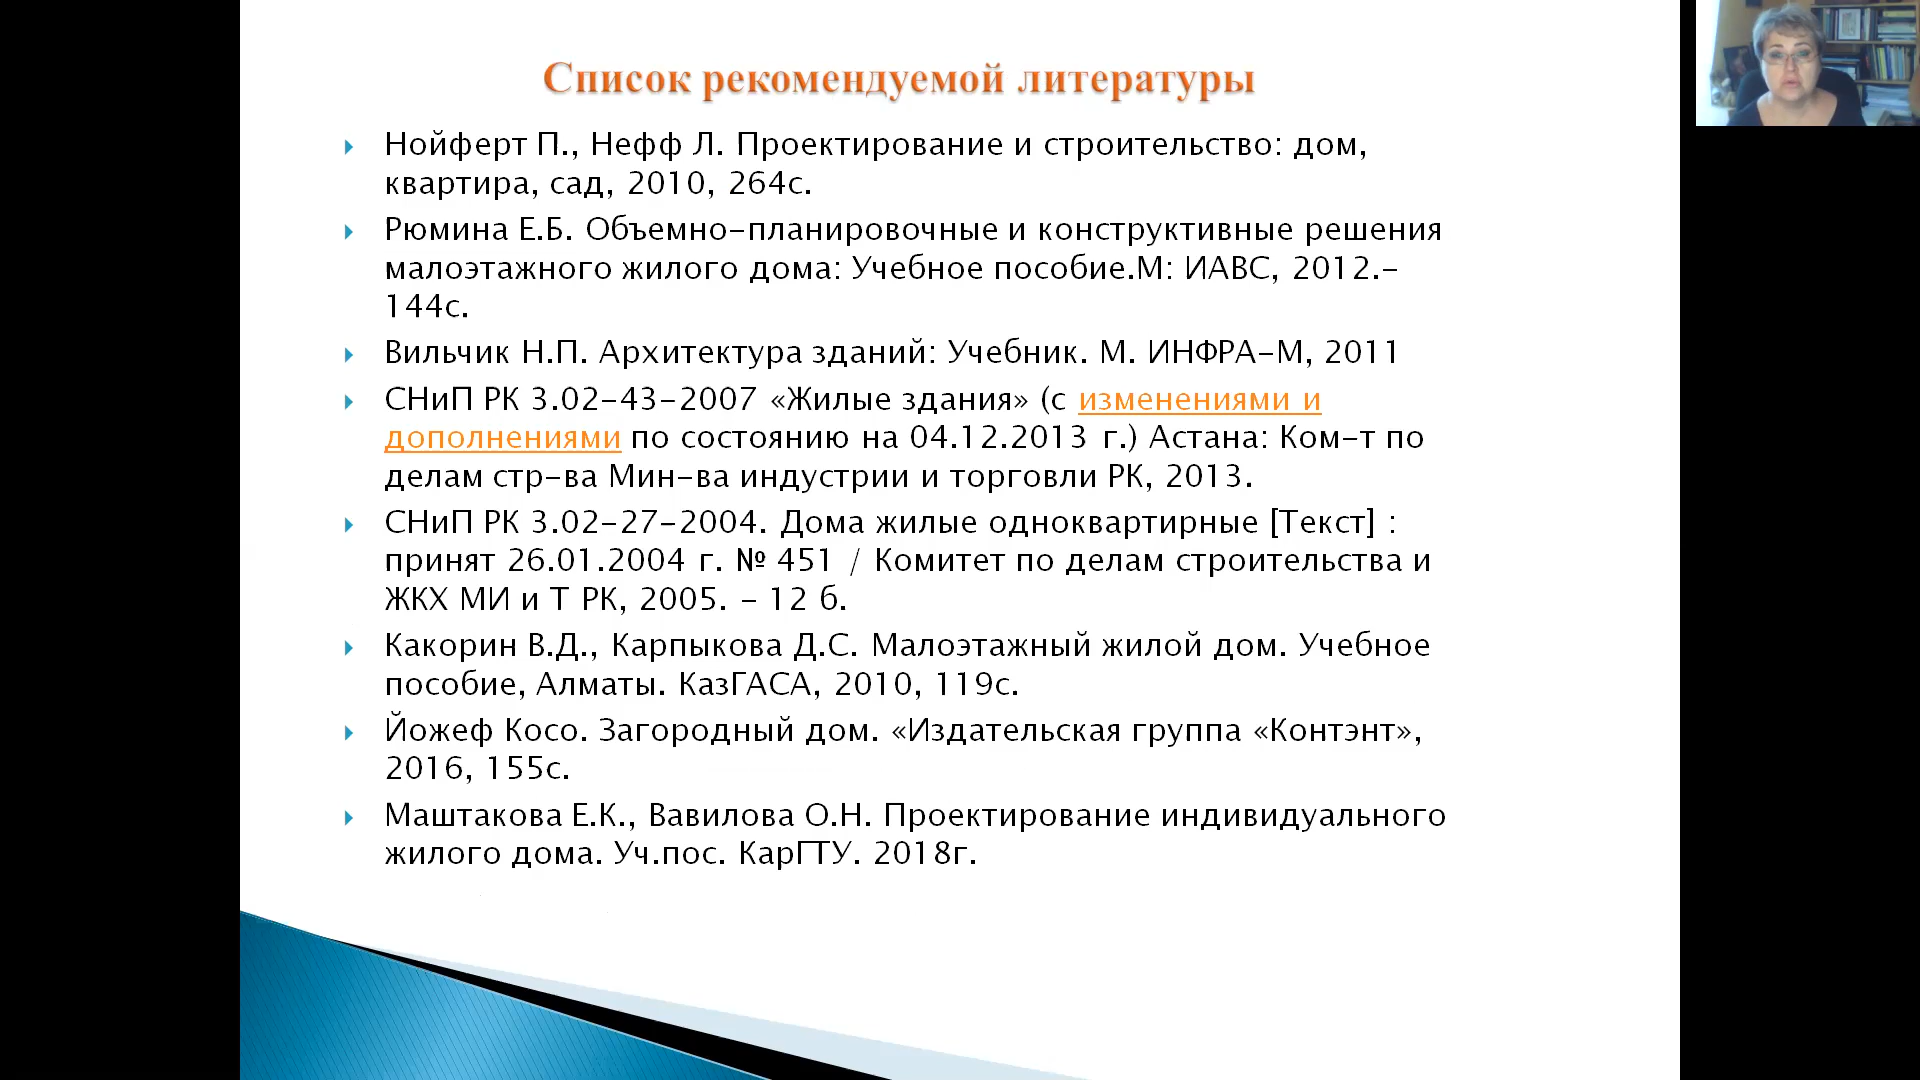 Список рекомендуемой литературы
Нойферт П., Нефф Л. Проектирование и строительство: дом,
квартира, сад, 2010, 264с.
Рюмина Е.Б. Объемно-планировочные и конструктивные решения
малоэтажного жилого дома: Учебное пособие.М: ИАВС, 2012.-
144с.
Вильчик Н.П. Архитектура зданий: Учебник. М. ИНФРА-М, 2011
СНиП РК 3.02-43-2007 «Жилые здания» (с изменениями и
дополнениями по состоянию на 04.12.2013 г.) Астана: Ком-т по
делам стр-ва Мин-ва индустрии и торговли РК, 2013.
СНиП РК 3.02-27-2004. Дома жилые одноквартирные [Текст] :
принят 26.01.2004 г. № 451 / Комитет по делам строительства и
ЖКХ МИ и Т РК, 2005. - 12 б.
Какорин В.Д., Карпыкова Д.С. Малоэтажный жилой дом. Учебное
пособие, Алматы. КазГАСА, 2010, 119с.
Йожеф Косо. Загородный дом. «Издательская группа «Контэнт»,
2016, 155с.
Маштакова Е.К., Вавилова О.Н. Проектирование индивидуального
жилого дома. Уч.пос. КарГТУ. 2018г.